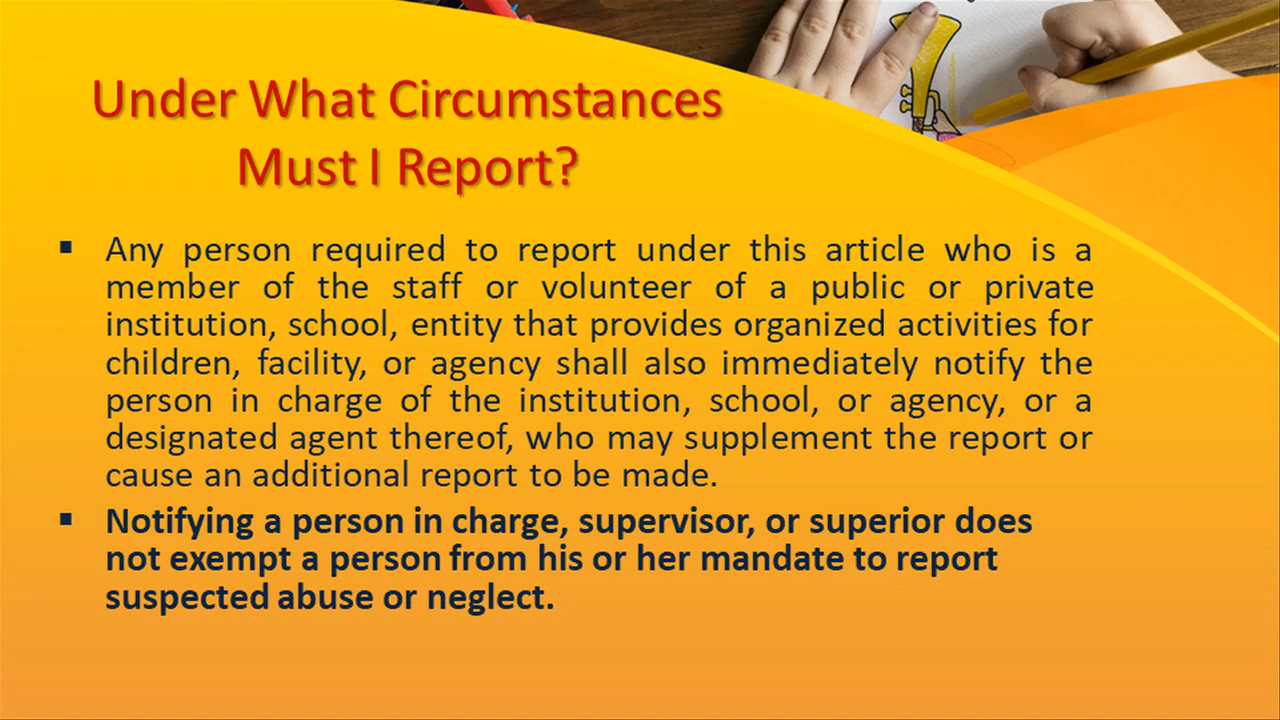 Under What Circumstances
Must I Report?
▪ Any person required to report under this article who is a
member of the staff or volunteer of a public or private
institution, school, entity that provides organized activities for
children, facility, or agency shall also immediately notify the
person in charge of the institution, school, or agency, or a
designated agent thereof, who may supplement the report or
cause an additional report to be made.
▪ Notifying a person in charge, supervisor, or superior does
not exempt a person from his or her mandate to report
suspected abuse or neglect.